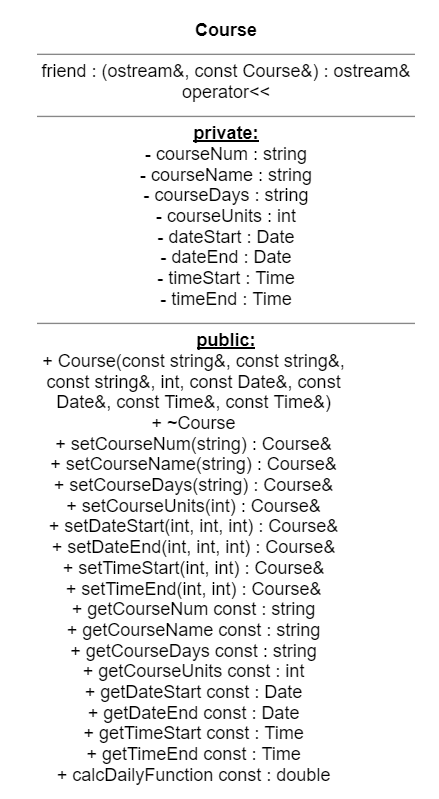 Course
friend : (ostream&, const Course&) : ostream&
operator<<
private:
- courseNum : string
- courseName : string
- courseDays : string
- courseUnits : int
- dateStart : Date
- dateEnd : Date
- timeStart : Time
- timeEnd : Time
public:
+ Course(const string&, const string&,
const string&, int, const Date&, const
Date&, const Time&, const Time&)
+ ~Course
+ setCourseNum(string) : Course&
+ setCourseName(string) : Course&
+ setCourseDays(string) : Course&
+ setCourseUnits(int) : Course&
+ setDateStart(int, int, int) : Course&
+ setDateEnd(int, int, int) : Course&
+ setTimeStart(int, int) : Course&
+ setTimeEnd(int, int) : Course&
+ getCourseNum const : string
+ getCourseName const : string
+ getCourseDays const : string
+ getCourseUnits const : int
+ getDateStart const : Date
+ getDateEnd const : Date
+ getTimeStart const : Time
+ getTimeEnd const : Time
+ calcDailyFunction const : double